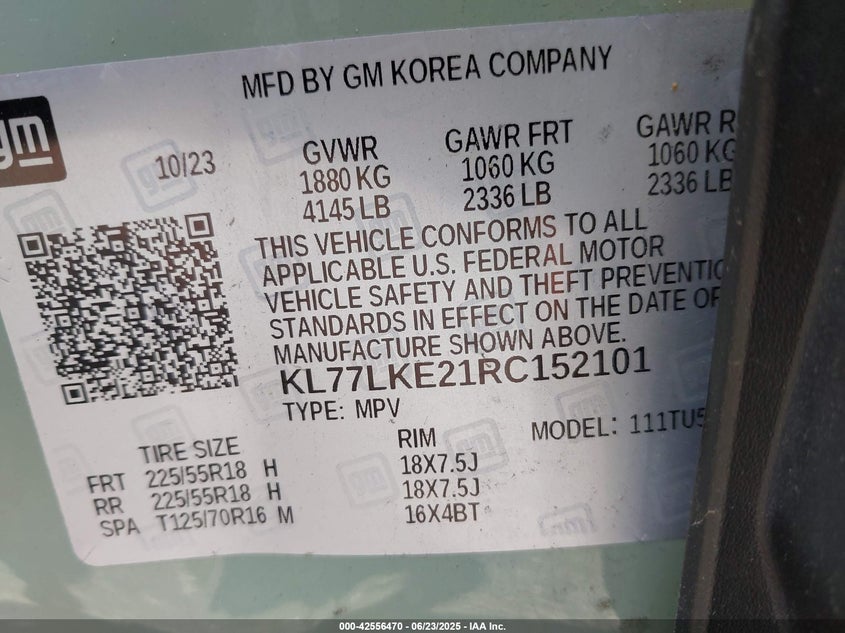 MFD BY GM KOREA COMPANY
gm
10/23
GVWR GAWR FRT GAWR
1880 KG 1060 KG 1060 KG
4145 LB 2336 LB 2336 LB
THIS VEHICLE CONFORMS TO ALL
APPLICABLE U.S. FEDERAL MOTOR
VEHICLE SAFETY AND THEFT
STANDARDS IN EFFECT ON THE DATE OF
MANUFACTURE SHOWN ABOVE.
KL77LKE21RC152101
TYPE: MPV MODEL: 111TU5
TIRE SIZE RIM
FRT 225/55R18 H 18X7.5J
RR 225/55R18 H 18X7.5J
SPA T125/70R16 M 16X4BT
000-42556470 - 06/23/2025 - IAA Inc.